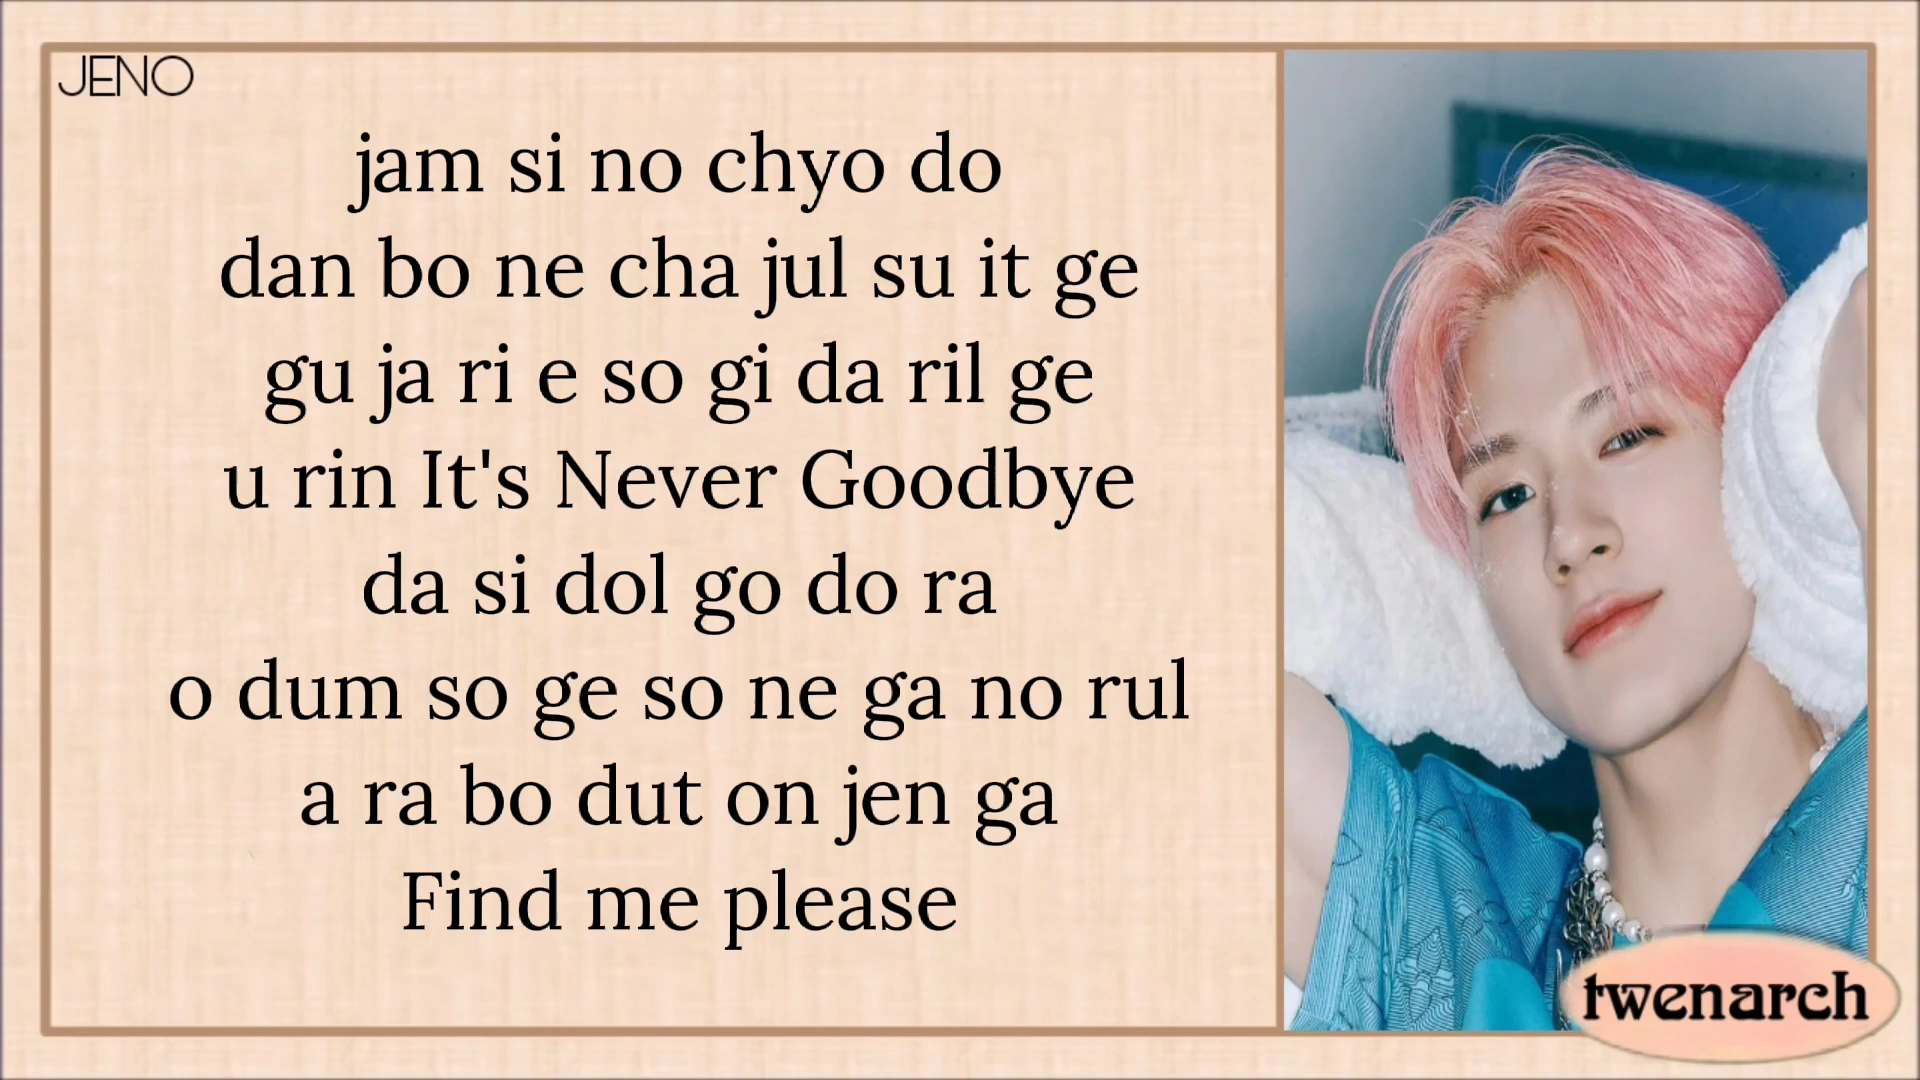 JENO
jam si no chyo do
dan bo ne cha jul su it ge
gu ja ri e so gi da ril ge
u rin It's Never Goodbye
da si dol go do ra
o dum so ge so ne ga no rul
a ra bo dut on jen ga
Find me please
twenarch